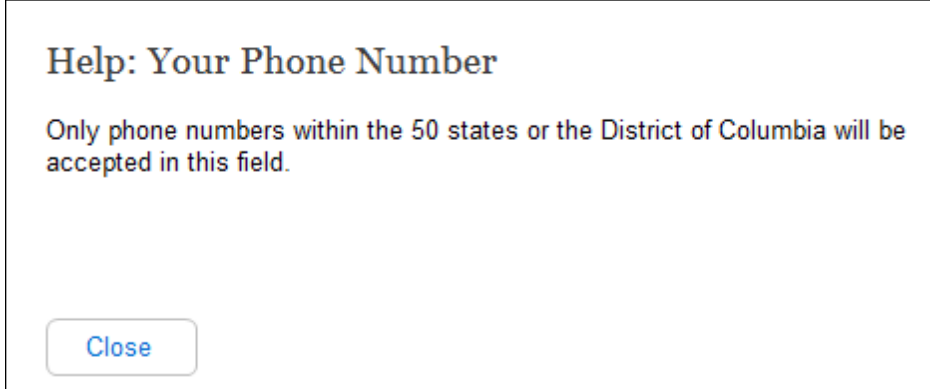 Help: Your Phone Number
Only phone numbers within the 50 states or the District of Columbia will be
accepted in this field.
Close